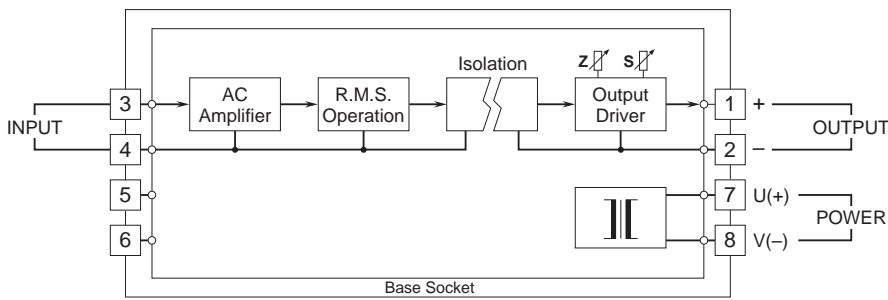 Isolation
Z S
3
AC
Amplifier
R.M.S.
Operation
Output
Driver
1 +
INPUT
OUTPUT
4
2 –
5
7 U(+)
POWER
6
8 V(–)
Base Socket